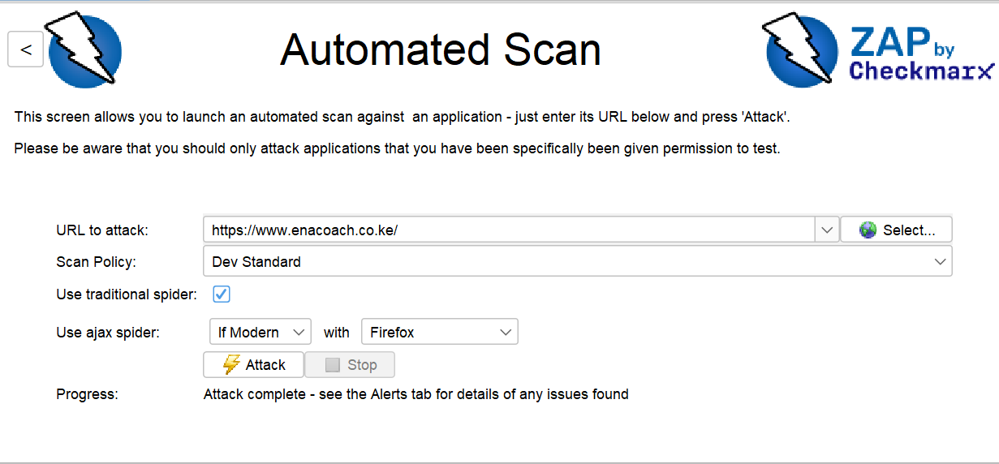 <
Automated Scan
ZAP by
Checkmarx
This screen allows you to launch an automated scan against an application - just enter its URL below and press 'Attack'.
Please be aware that you should only attack applications that you have been specifically been given permission to test.
URL to attack: https://www.enacoach.co.ke/ Select...
Scan Policy: Dev Standard
Use traditional spider:
Use ajax spider: If Modern with Firefox
Attack Stop
Progress: Attack complete - see the Alerts tab for details of any issues found